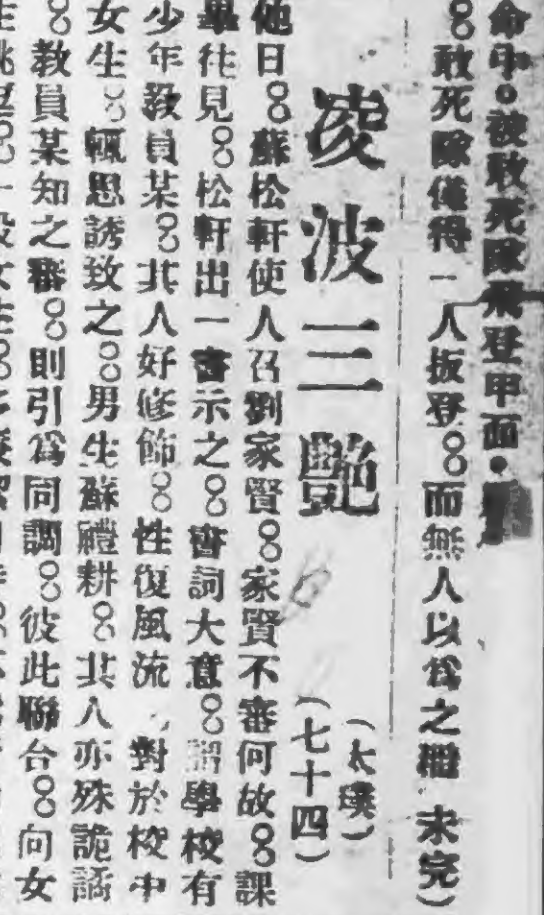 命中。被敢死隊飛登甲面。
。敢死隊僅得一人扳登。而無人以為之繼 未完）
凌波三艷
（太璞）
（七十四）
他日。蘇松軒使人召劉家賢。家賢不審何故。課
畢往見。松軒出一書示之。書詞大意。謂學校有
少年教員某。其人好修飾。性復風流 對於校中
女生。輒思誘致之。男生蘇禮耕。其人亦殊詭譎
。教員某知之審。則引為同調。彼此聯合。向女